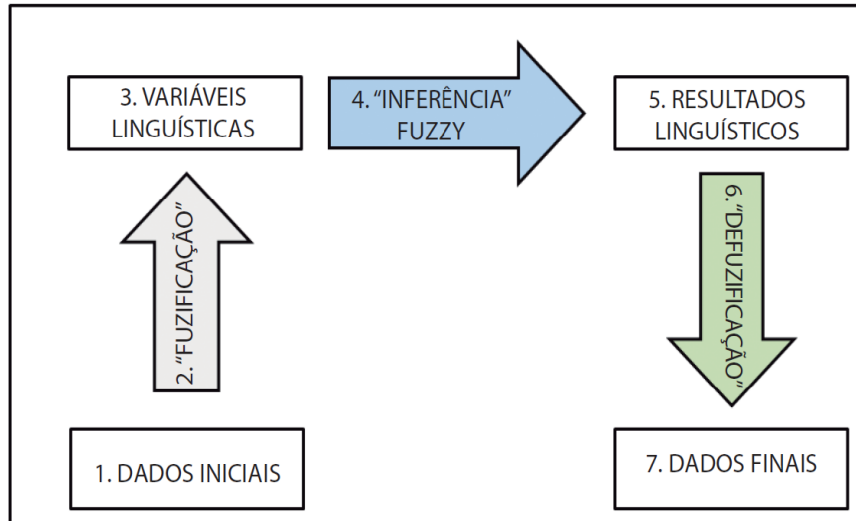 3. VARIÁVEIS
LINGUÍSTICAS
4. “INFERÊNCIA”
FUZZY
5. RESULTADOS
LINGUÍSTICOS
2. “FUZIFICAÇÃO”
6. “DEFUZIFICAÇÃO”
1. DADOS INICIAIS
7. DADOS FINAIS